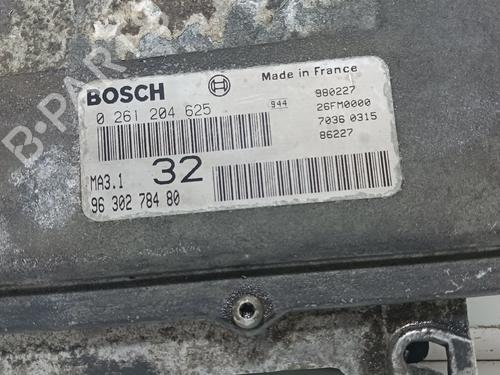 BOSCH
Made in France
0 261 204 625
944
980227
26FM0000
7036 0315
86227
MA3.1
32
96 302 784 80
B-PARTS